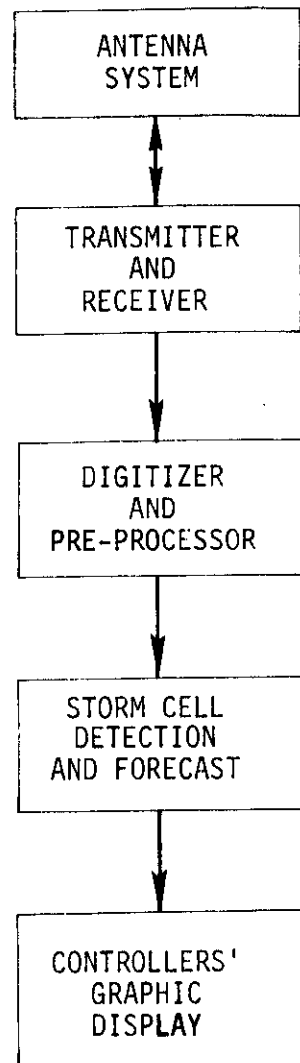 ANTENNA
SYSTEM
TRANSMITTER
AND
RECEIVER
DIGITIZER
AND
PRE-PROCESSOR
STORM CELL
DETECTION
AND FORECAST
CONTROLLERS'
GRAPHIC
DISPLAY